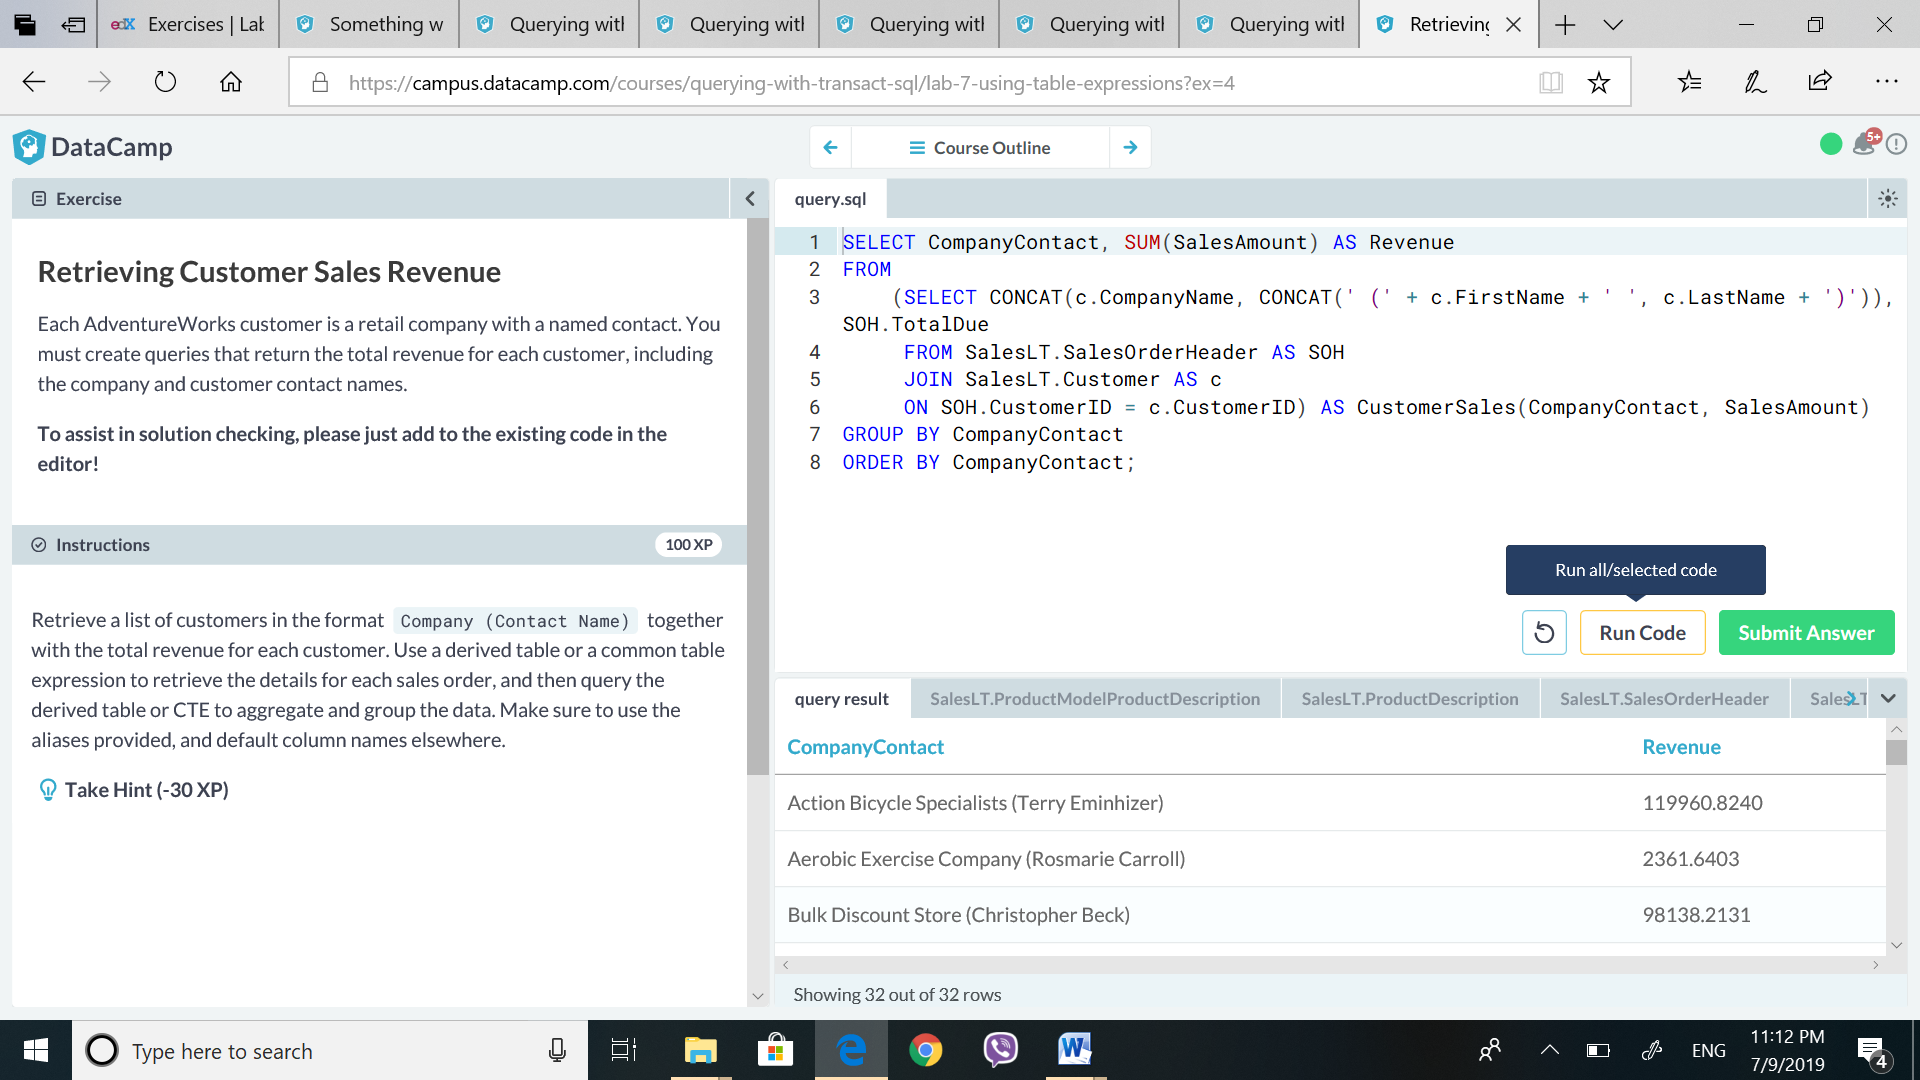 edX Exercises | Lab
Something w
Querying with
Querying with
Querying with
Querying with
Querying with
Retrieving
https://campus.datacamp.com/courses/querying-with-transact-sql/lab-7-using-table-expressions?ex=4
DataCamp
Course Outline
5+
Exercise
Retrieving Customer Sales Revenue
Each AdventureWorks customer is a retail company with a named contact. You
must create queries that return the total revenue for each customer, including
the company and customer contact names.
To assist in solution checking, please just add to the existing code in the
editor!
Instructions
100 XP
Retrieve a list of customers in the format Company (Contact Name) together
with the total revenue for each customer. Use a derived table or a common table
expression to retrieve the details for each sales order, and then query the
derived table or CTE to aggregate and group the data. Make sure to use the
aliases provided, and default column names elsewhere.
Take Hint (-30 XP)
query.sql
1 SELECT CompanyContact, SUM(SalesAmount) AS Revenue
2 FROM
3 (SELECT CONCAT(c.CompanyName, CONCAT(' (' + c.FirstName + ' ', c.LastName + ')')),
SOH.TotalDue
4 FROM SalesLT.SalesOrderHeader AS SOH
5 JOIN SalesLT.Customer AS c
6 ON SOH.CustomerID = c.CustomerID) AS CustomerSales(CompanyContact, SalesAmount)
7 GROUP BY CompanyContact
8 ORDER BY CompanyContact;
Run all/selected code
Run Code
Submit Answer
query result
SalesLT.ProductModelProductDescription
SalesLT.ProductDescription
SalesLT.SalesOrderHeader
SalesLT
CompanyContact Revenue
Action Bicycle Specialists (Terry Eminhizer) 119960.8240
Aerobic Exercise Company (Rosmarie Carroll) 2361.6403
Bulk Discount Store (Christopher Beck) 98138.2131
Showing 32 out of 32 rows
Type here to search
ENG
11:12 PM
7/9/2019
4